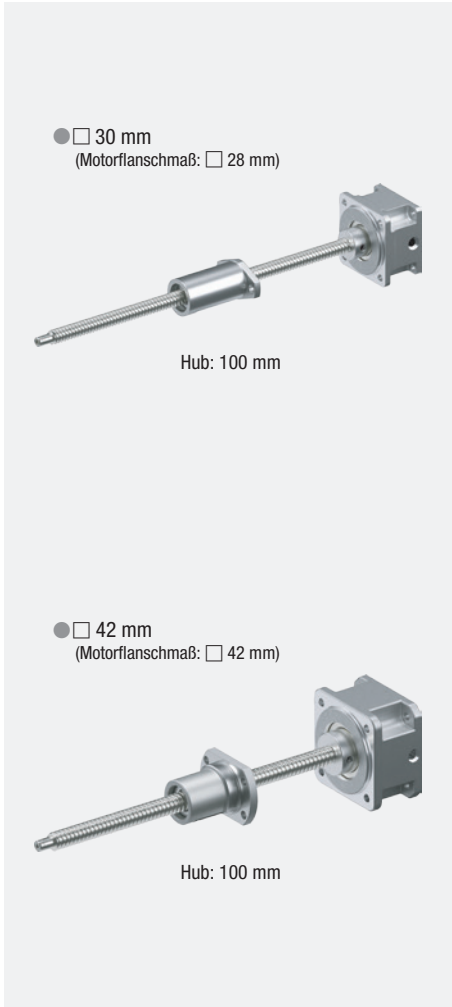 ●□ 30 mm
(Motorflanschmaß: □ 28 mm)
Hub: 100 mm
●□ 42 mm
(Motorflanschmaß: □ 42 mm)
Hub: 100 mm